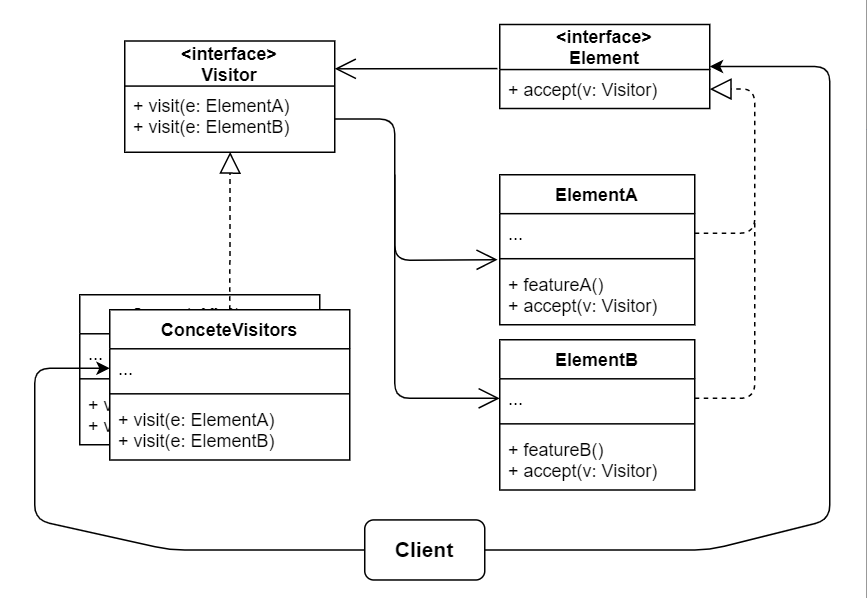 <interface>
Visitor
+ visit(e: ElementA)
+ visit(e: ElementB)
<interface>
Element
+ accept(v: Visitor)
ElementA
...
+ featureA()
+ accept(v: Visitor)
ElementB
...
+ featureB()
+ accept(v: Visitor)
...
+
+
ConceteVisitors
...
+ visit(e: ElementA)
+ visit(e: ElementB)
Client